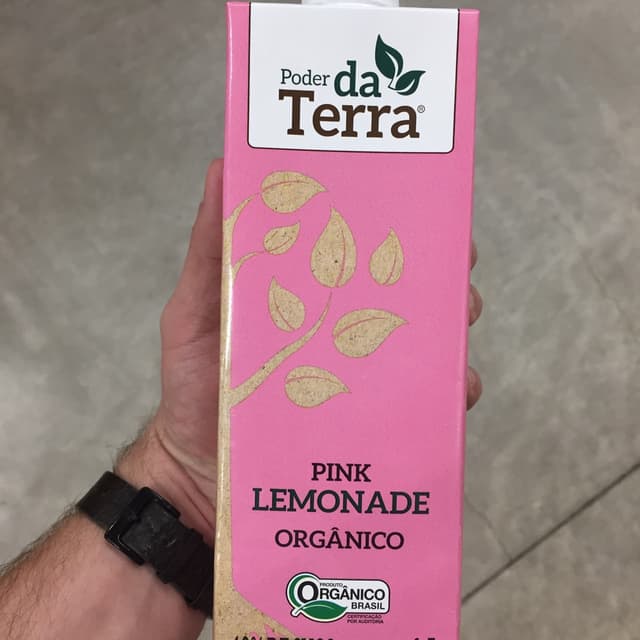 Poder da
Terra®
PINK
LEMONADE
ORGÂNICO
PRODUTO
ORGÂNICO
BRASIL
CERTIFICAÇÃO
POR AUDITORIA